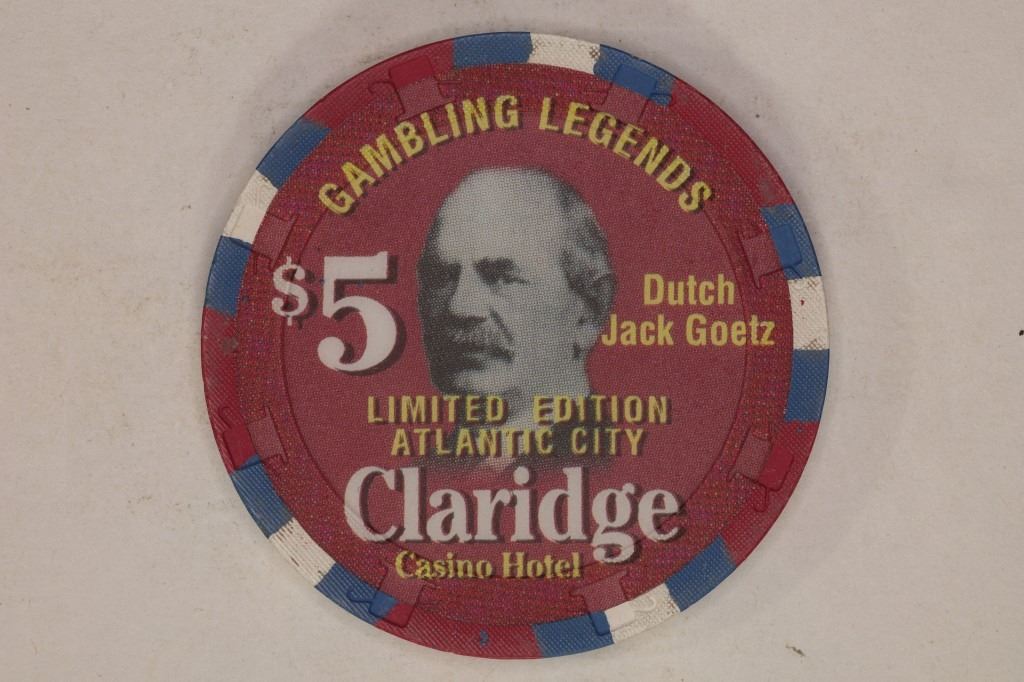 GAMBLING LEGENDS
$5
Dutch
Jack Goetz
LIMITED EDITION
ATLANTIC CITY
Claridge
Casino Hotel